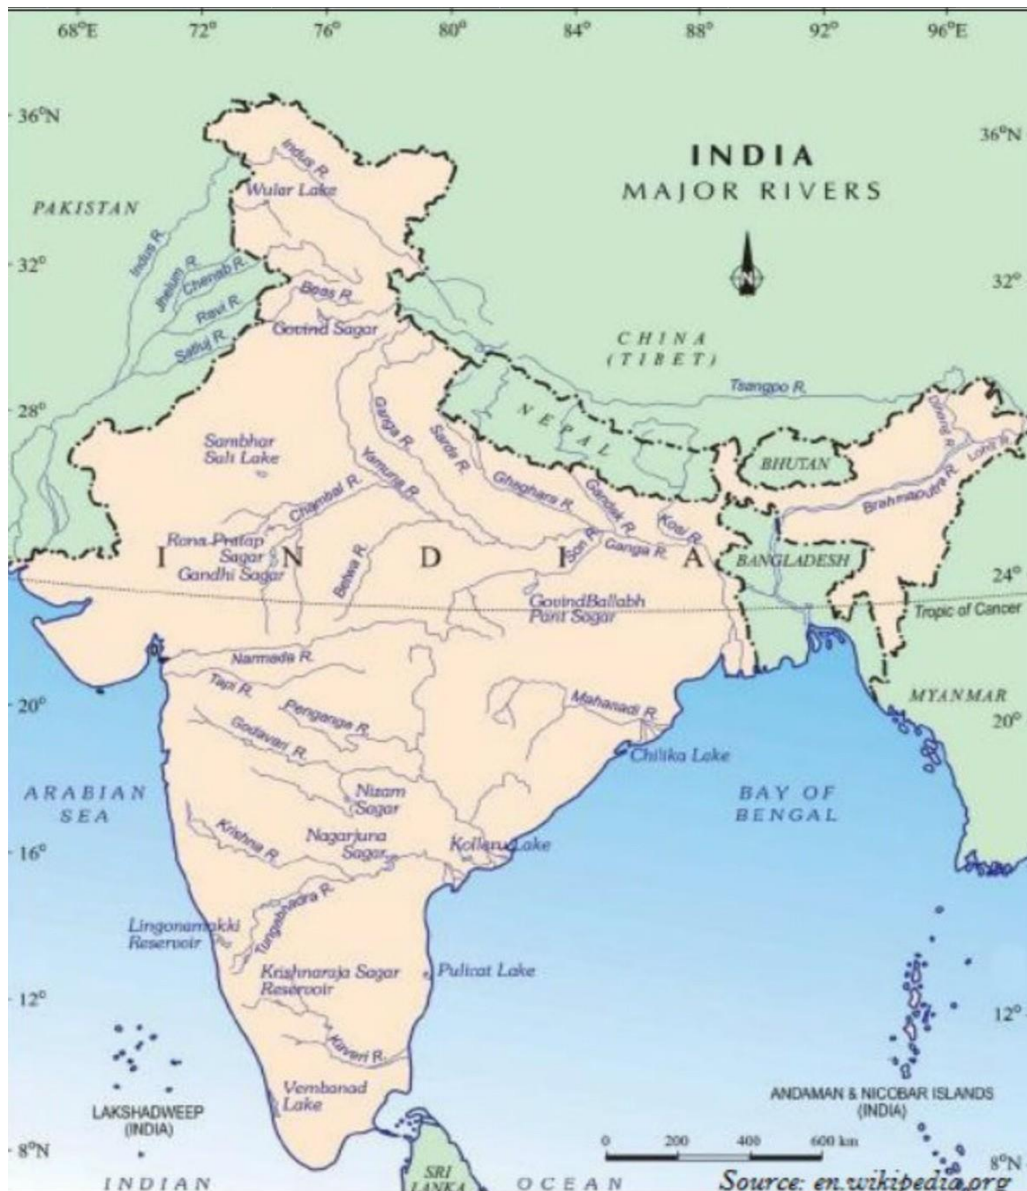 68°E 72° 76° 80° 84° 88° 92° 96°E
36°N
36°N
INDIA
MAJOR RIVERS
Indus R.
Wular Lake
PAKISTAN
N
32°
32°
Indus R.
Jhelum R.
Chenab R.
Ravi R.
Satluj R.
Beas R.
Govind Sagar
CHINA
(TIBET)
Tsangpo R.
28°
28°
NEPAL
BHUTAN
Dihang R.
Lohit R.
Brahmaputra R.
Sambhar
Salt Lake
Ganga R.
Sarda R.
Yamuna R.
Ghaghara R.
Gandak R.
Kosi R.
Chambal R.
Rona Pratap
Sagar
Gandhi Sagar
Betwa R.
Son R.
Ganga R.
I N D I A
BANGLADESH
24°
24°
Tropic of Cancer
GovindBallabh
Pant Sagar
Narmada R.
Tapi R.
Penganga R.
Godavari R.
Mahanadi R.
Chilika Lake
MYANMAR
20°
20°
ARABIAN
SEA
BAY OF
BENGAL
Nizam
Sagar
Nagarjuna
Sagar
Kolleru Lake
Krishna R.
16°
Tungabhadra R.
Lingonamakki
Reservoir
Krishnaraja Sagar
Reservoir
Pulicat Lake
12°
12°
Kaveri R.
Vembanad
Lake
LAKSHADWEEP
(INDIA)
ANDAMAN & NICOBAR ISLANDS
(INDIA)
0 200 400 600 km
8°N
8°N
SRI
LANKA
INDIAN OCEAN
Source: en.wikipedia.org